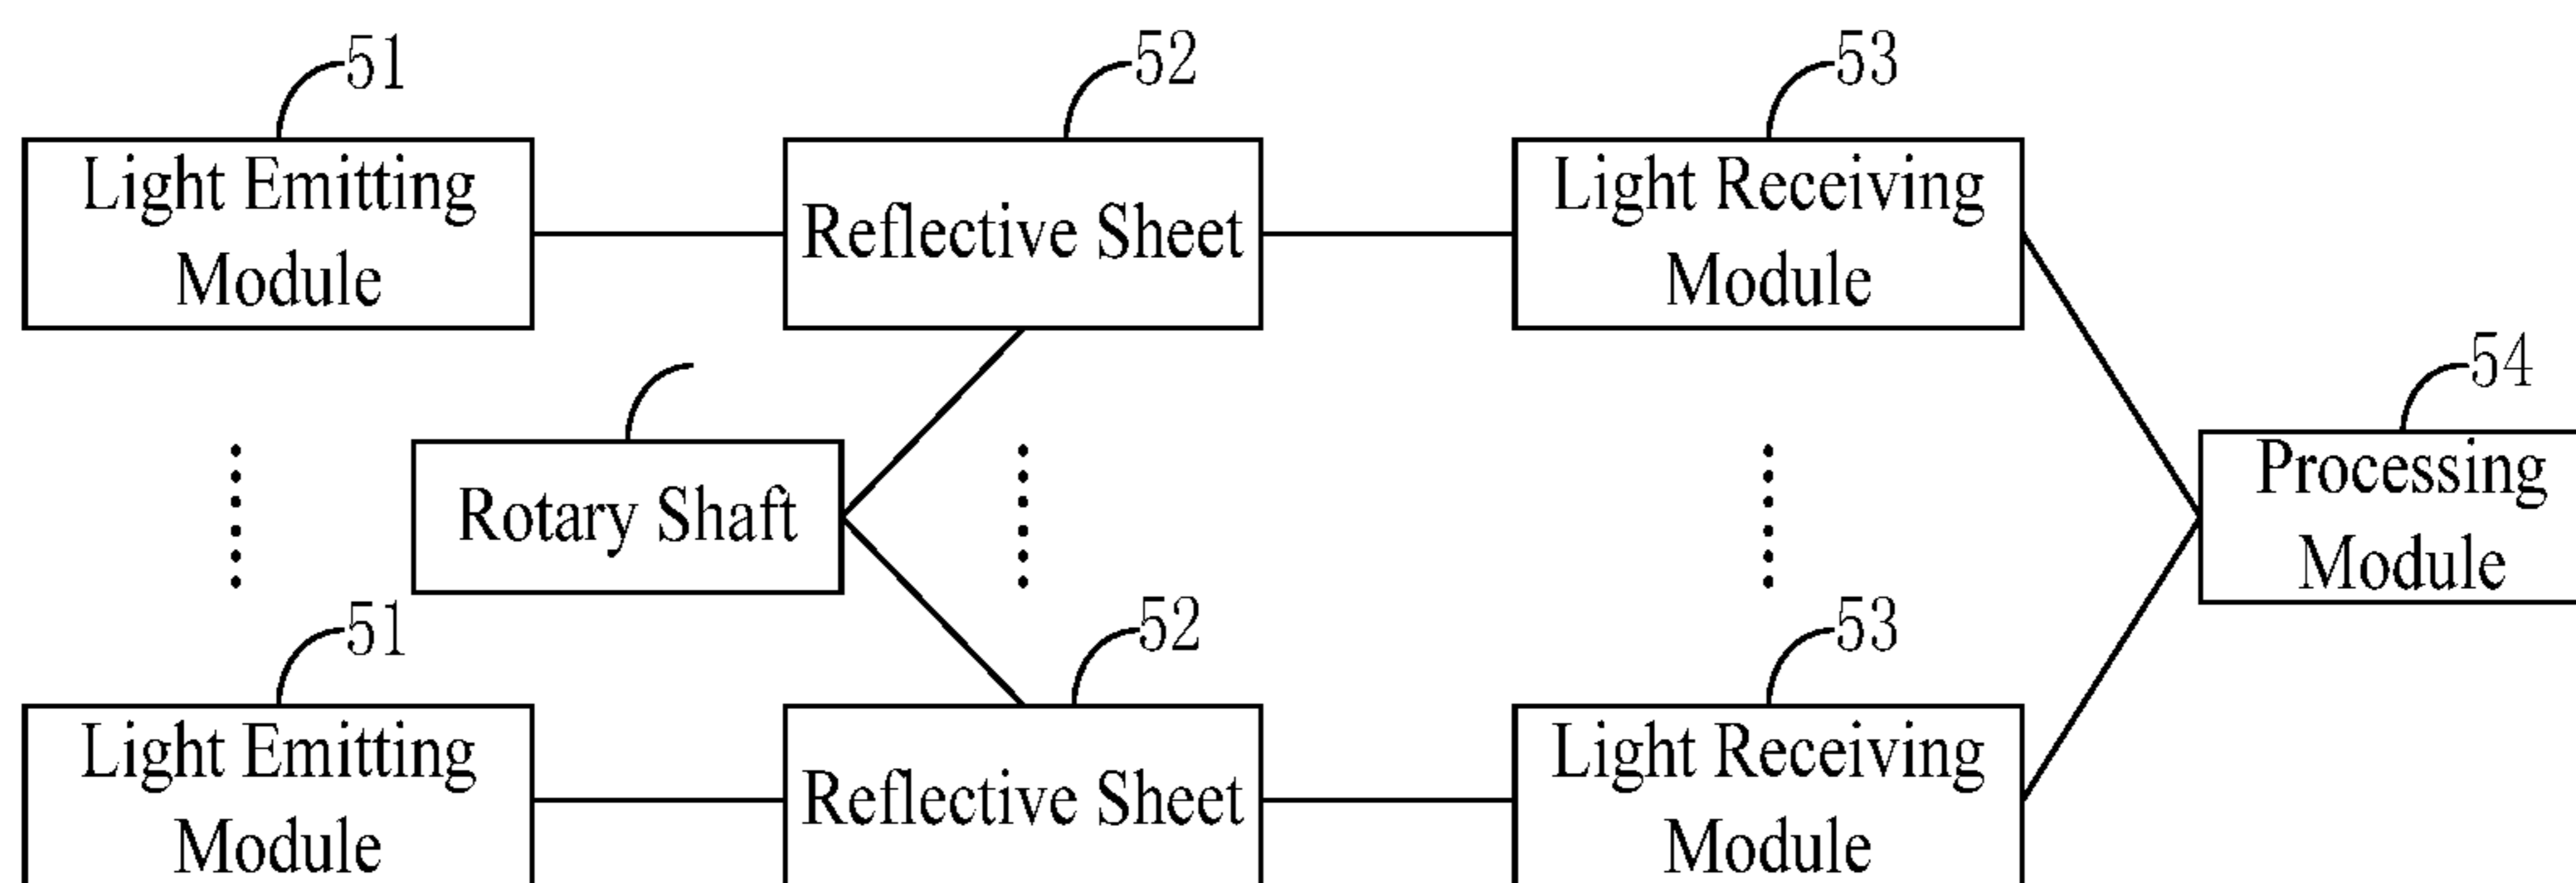 51
52
53
Light Emitting
Module
Reflective Sheet
Light Receiving
Module
54
Rotary Shaft
Processing
Module
51
52
53
Light Emitting
Module
Reflective Sheet
Light Receiving
Module